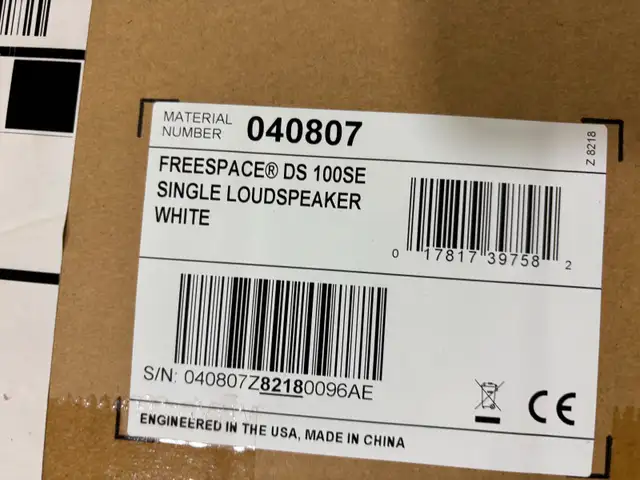 MATERIAL
NUMBER 040807
Z 8218
FREESPACE® DS 100SE
SINGLE LOUDSPEAKER
WHITE
0 17817 39758 2
S/N: 040807Z82180096AE
CE
ENGINEERED IN THE USA, MADE IN CHINA